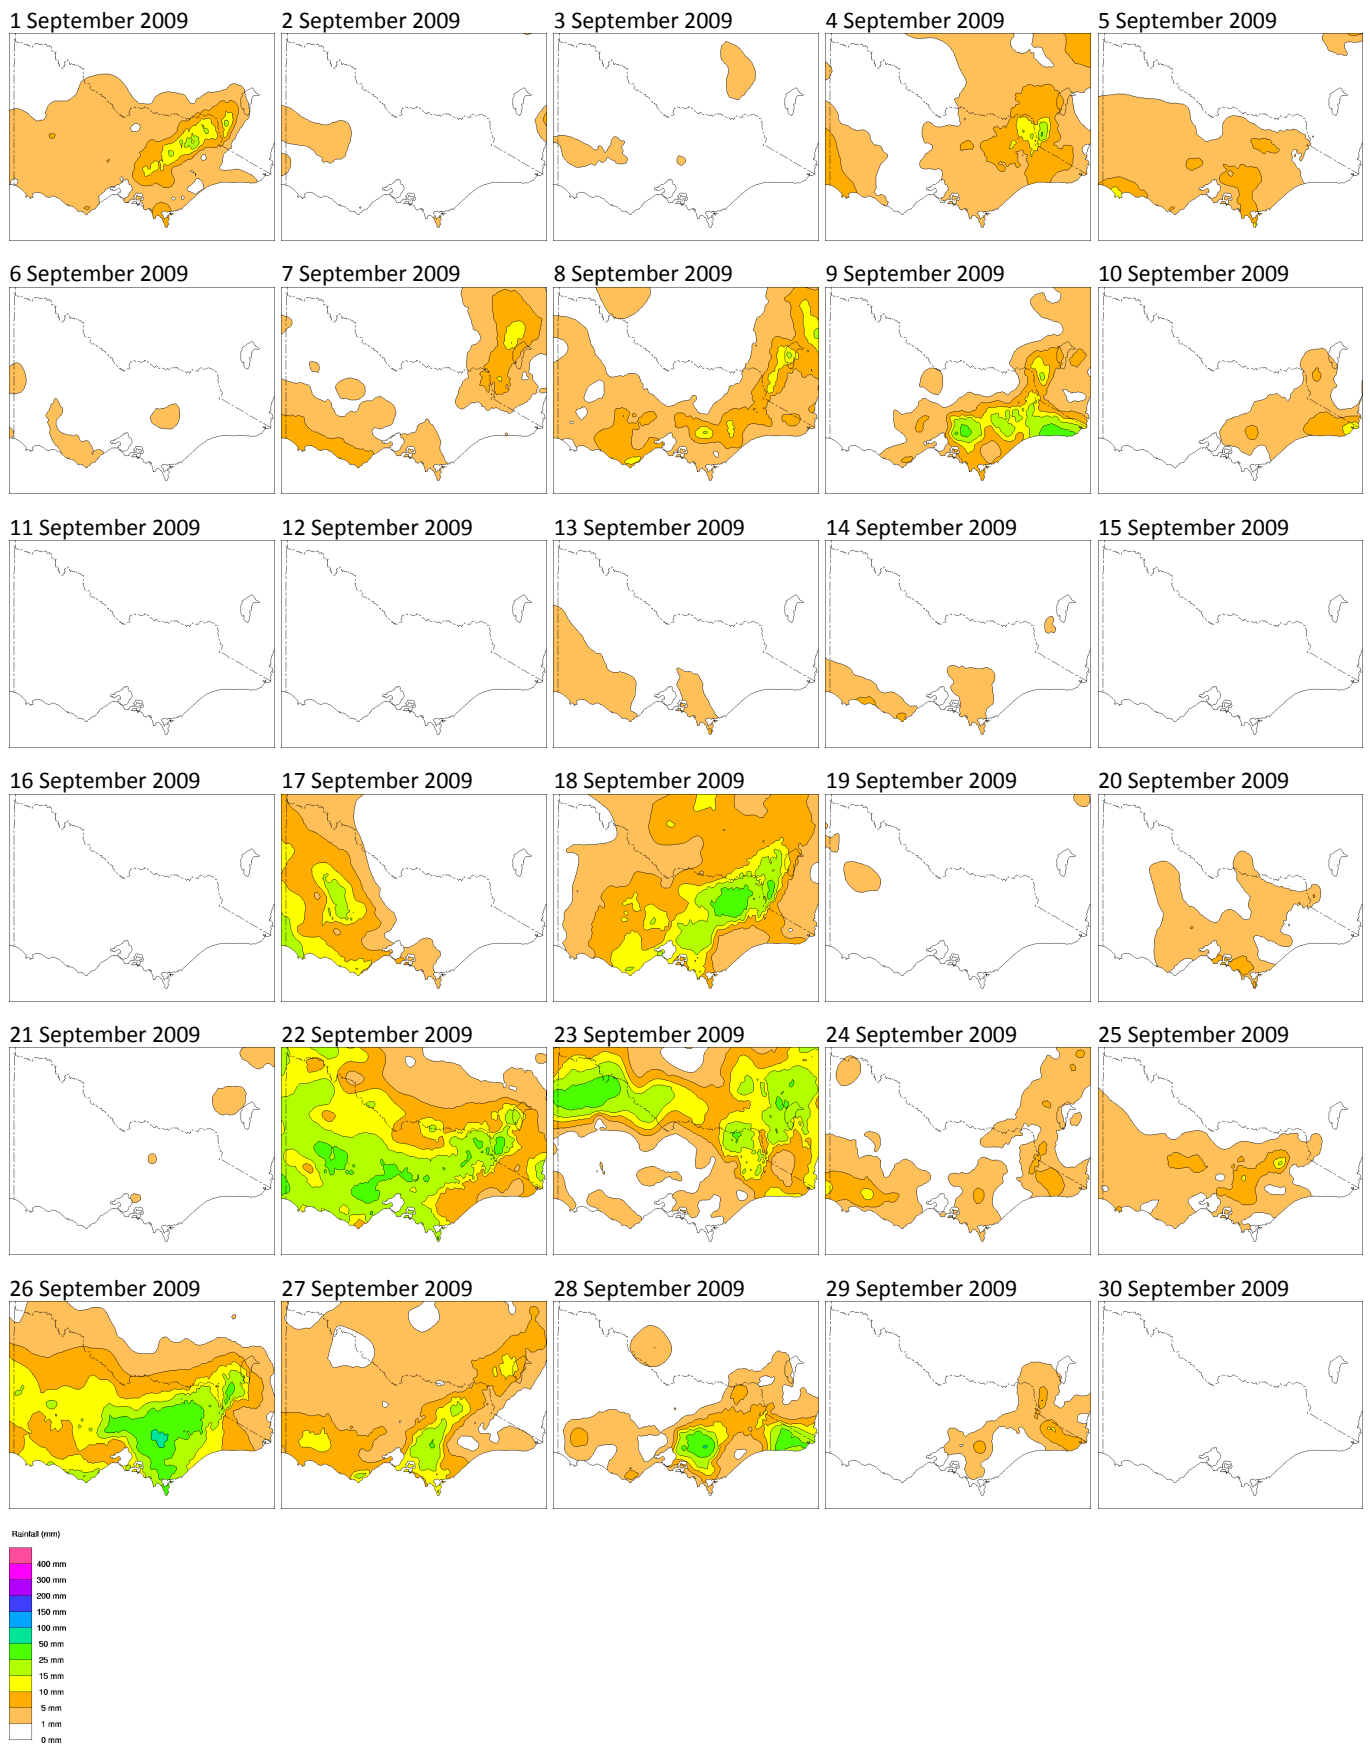 1 September 2009
2 September 2009
3 September 2009
4 September 2009
5 September 2009
6 September 2009
7 September 2009
8 September 2009
9 September 2009
10 September 2009
11 September 2009
12 September 2009
13 September 2009
14 September 2009
15 September 2009
16 September 2009
17 September 2009
18 September 2009
19 September 2009
20 September 2009
21 September 2009
22 September 2009
23 September 2009
24 September 2009
25 September 2009
26 September 2009
27 September 2009
28 September 2009
29 September 2009
30 September 2009
Rainfall (mm)
400 mm
300 mm
200 mm
150 mm
100 mm
50 mm
25 mm
15 mm
10 mm
5 mm
1 mm
0 mm